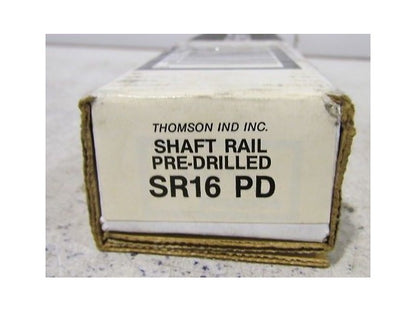 THOMSON IND INC.
SHAFT RAIL
PRE-DRILLED
SR16 PD